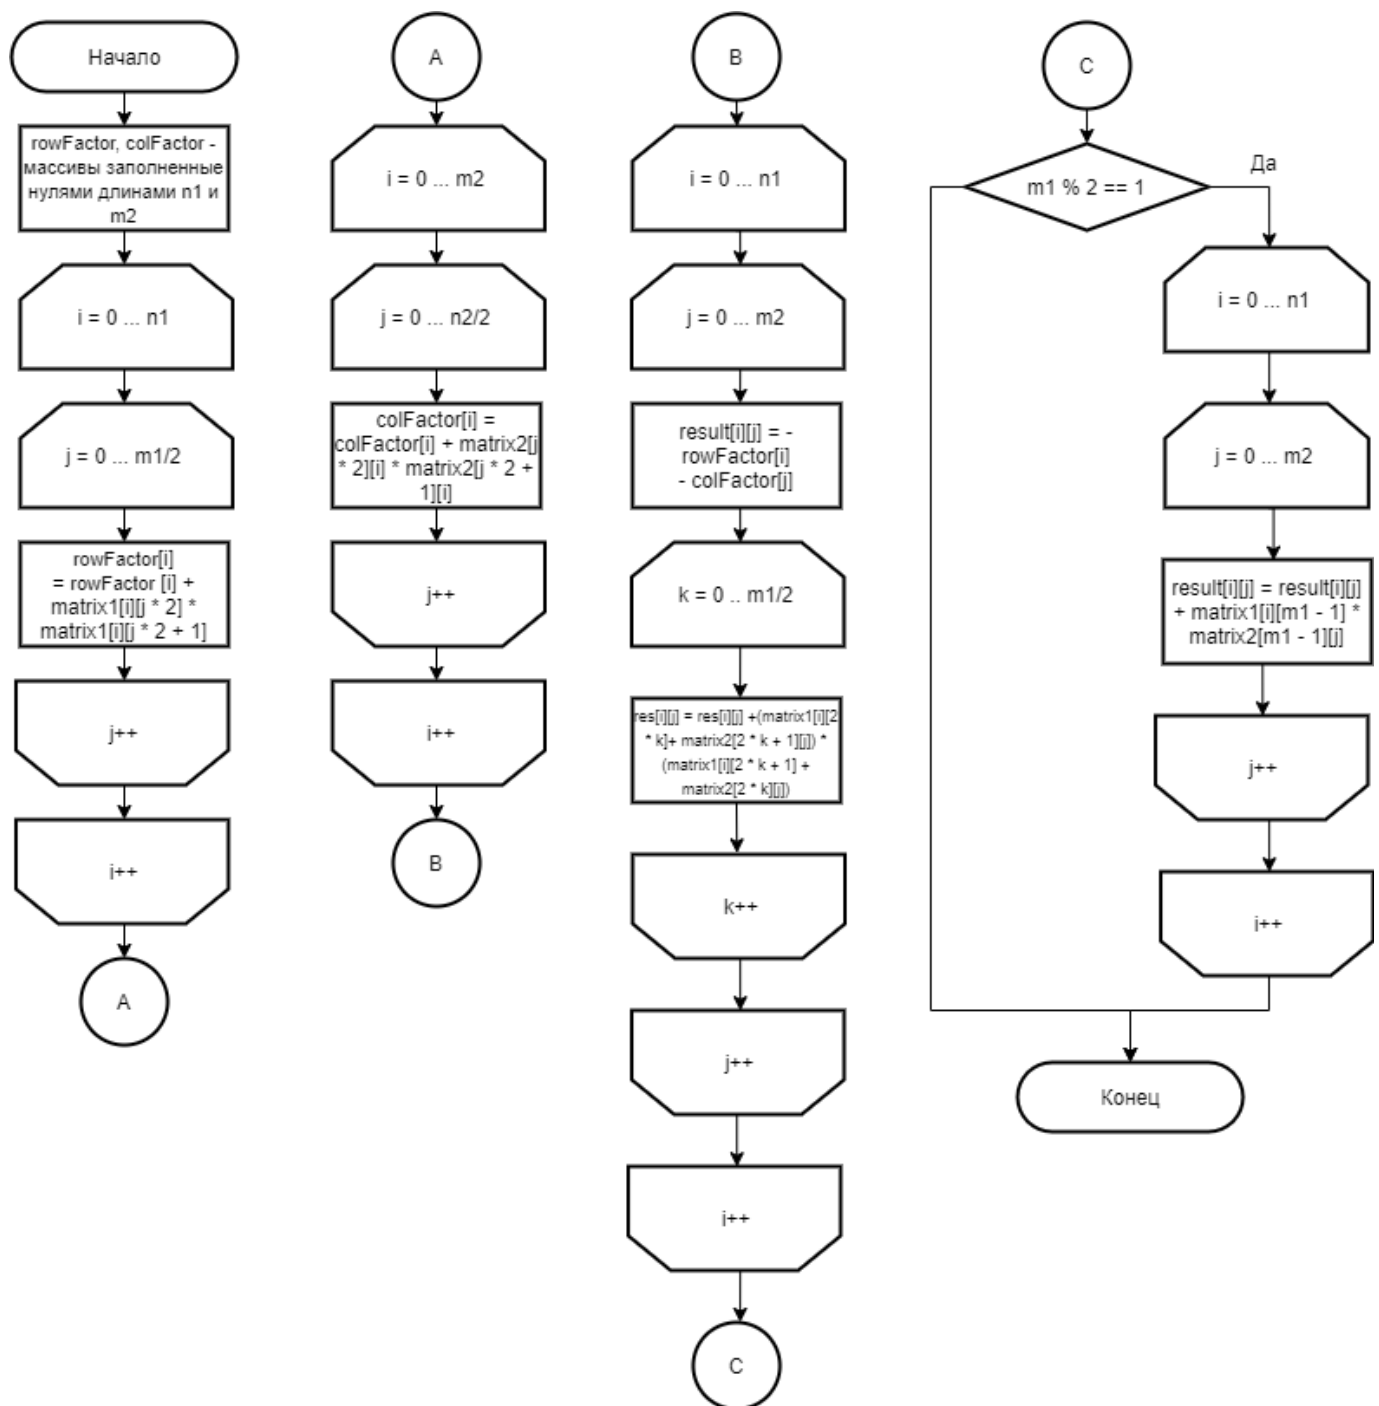 Начало
rowFactor, colFactor -
массивы заполненные
нулями длинами n1 и
m2
i = 0 ... n1
j = 0 ... m1/2
rowFactor[i]
= rowFactor [i] +
matrix1[i][j * 2] *
matrix1[i][j * 2 + 1]
j++
i++
A
A
i = 0 ... m2
j = 0 ... n2/2
colFactor[i] =
colFactor[i] + matrix2[j
* 2][i] * matrix2[j * 2 +
1][i]
j++
i++
B
B
i = 0 ... n1
j = 0 ... m2
result[i][j] = -
rowFactor[i]
- colFactor[j]
k = 0 .. m1/2
res[i][j] = res[i][j] +(matrix1[i][2
* k]+ matrix2[2 * k + 1][j]) *
(matrix1[i][2 * k + 1] +
matrix2[2 * k][j])
k++
j++
i++
C
C
m1 % 2 == 1
Да
i = 0 ... n1
j = 0 ... m2
result[i][j] = result[i][j]
+ matrix1[i][m1 - 1] *
matrix2[m1 - 1][j]
j++
i++
Конец